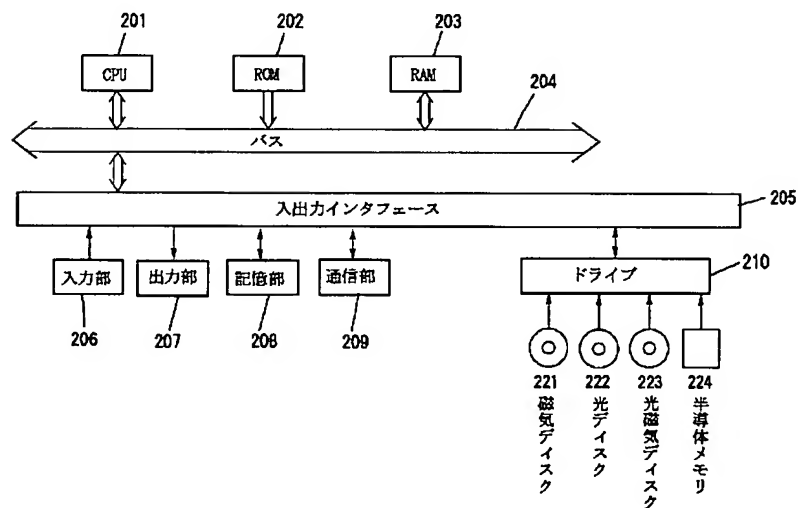 201
202
203
CPU
ROM
RAM
204
バス
205
入出力インタフェース
入力部
出力部
記憶部
通信部
ドライブ
210
206
207
208
209
221
222
223
224
磁気ディスク
光ディスク
光磁気ディスク
半導体メモリ